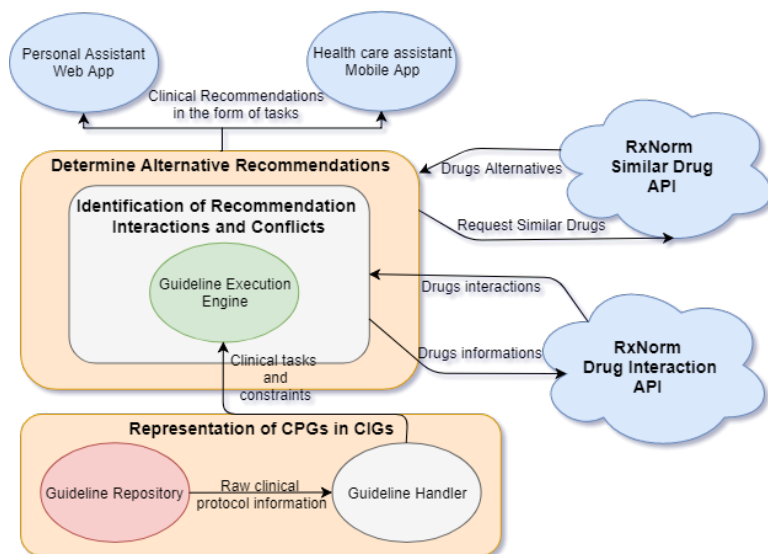 Personal Assistant
Web App
Health care assistant
Mobile App
Clinical Recommendations
in the form of tasks
Determine Alternative Recommendations
Identification of Recommendation
Interactions and Conflicts
Guideline Execution
Engine
RxNorm
Similar Drug
API
Drugs Alternatives
Request Similar Drugs
Drugs interactions
Drugs informations
RxNorm
Drug Interaction
API
Clinical tasks
and
constraints
Representation of CPGs in CIGs
Guideline Repository
Raw clinical
protocol information
Guideline Handler